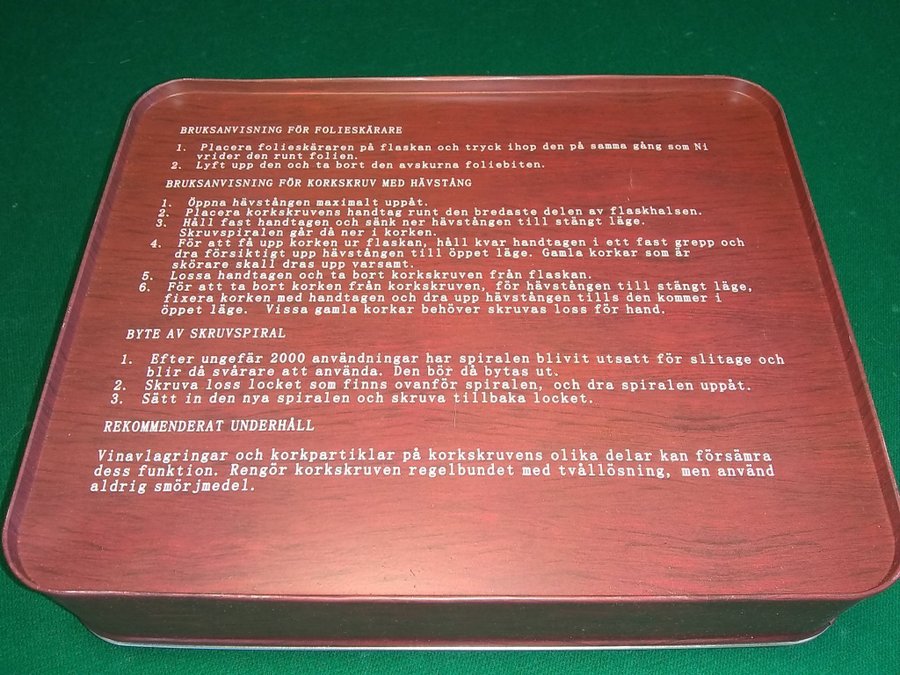 BRUKSANVISNING FÖR FOLIESKÄRARE
1. Placera folieskäraren på flaskan och tryck ihop den på samma gång som Ni
vrider den runt folien.
2. Lyft upp den och ta bort den avskurna foliebiten.
BRUKSANVISNING FÖR KORKSKRUV MED HÄVSTÅNG
1. Öppna hävstången maximalt uppåt.
2. Placera korkskruvens handtag runt den bredaste delen av flaskhalsen.
3. Håll fast handtagen och sänk ner hävstången till stängt läge.
Skruvspiralen går då ner i korken.
4. För att få upp korken ur flaskan, håll kvar handtagen i ett fast grepp och
dra försiktigt upp hävstången till öppet läge. Gamla korkar som är
skörare skall dras upp varsamt.
5. Lossa handtagen och ta bort korkskruven från flaskan.
6. För att ta bort korken från korkskruven, för hävstången till stängt läge,
fixera korken med handtagen och dra upp hävstången tills den kommer i
öppet läge. Vissa gamla korkar behöver skruvas loss för hand.
BYTE AV SKRUVSPIRAL
1. Efter ungefär 2000 användningar har spiralen blivit utsatt för slitage och
blir då svårare att använda. Den bör då bytas ut.
2. Skruva loss locket som finns ovanför spiralen, och dra spiralen uppåt.
3. Sätt in den nya spiralen och skruva tillbaka locket.
REKOMMENDERAT UNDERHÅLL
Vinavlagringar och korkpartiklar på korkskruvens olika delar kan försämra
dess funktion. Rengör korkskruven regelbundet med tvållösning, men använd
aldrig smörjmedel.